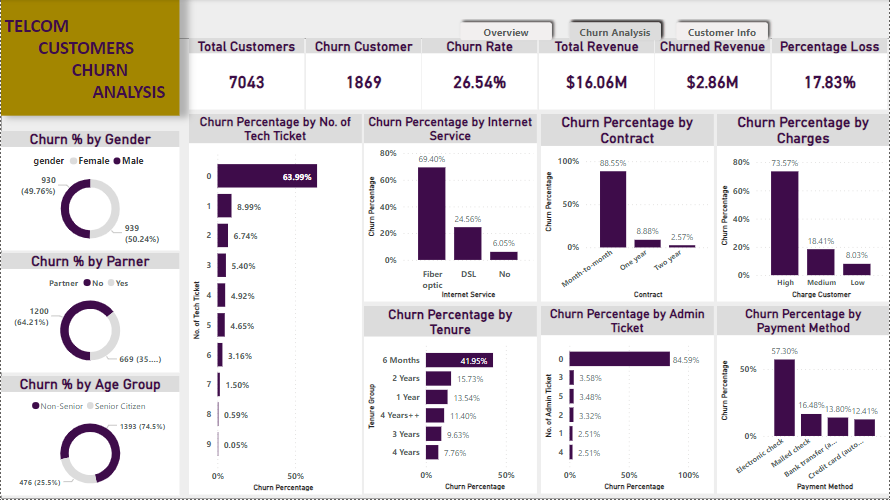 TELCOM
CUSTOMERS
CHURN
ANALYSIS
Overview
Churn Analysis
Customer Info
Total Customers
7043
Churn Customer
1869
Churn Rate
26.54%
Total Revenue
$16.06M
Churned Revenue
$2.86M
Percentage Loss
17.83%
Churn % by Gender
gender Female Male
930
(49.76%)
939
(50.24%)
Churn % by Parner
Partner No Yes
1200
(64.21%)
669 (35....)
Churn % by Age Group
Non-Senior Senior Citizen
1393 (74.5%)
476 (25.5%)
Churn Percentage by No. of
Tech Ticket
No. of Tech Ticket
0 63.99%
1 8.99%
2 6.74%
3 5.40%
4 4.92%
5 4.65%
6 3.16%
7 1.50%
8 0.59%
9 0.05%
0% 50%
Churn Percentage
Churn Percentage by Internet
Service
Churn Percentage
80%
60%
40%
20%
0%
69.40%
24.56%
6.05%
Fiber
optic
DSL
No
Internet Service
Churn Percentage by
Contract
Churn Percentage
100%
50%
0%
88.55%
8.88%
2.57%
Month-to-month
One year
Two year
Contract
Churn Percentage by
Charges
Churn Percentage
80%
60%
40%
20%
0%
73.57%
18.41%
8.03%
High Medium Low
Charge Customer
Churn Percentage by
Tenure
Tenure Group
6 Months 41.95%
2 Years 15.73%
1 Year 13.54%
4 Years++ 11.40%
3 Years 9.63%
4 Years 7.76%
0% 50%
Churn Percentage
Churn Percentage by Admin
Ticket
No. of Admin Ticket
0 84.59%
3 3.58%
5 3.48%
2 3.32%
1 2.51%
4 2.51%
0% 50% 100%
Churn Percentage
Churn Percentage by
Payment Method
Churn Percentage
50%
0%
57.30%
16.48%
13.80%
12.41%
Electronic check
Mailed check
Bank transfer (a...
Credit card (auto...
Payment Method